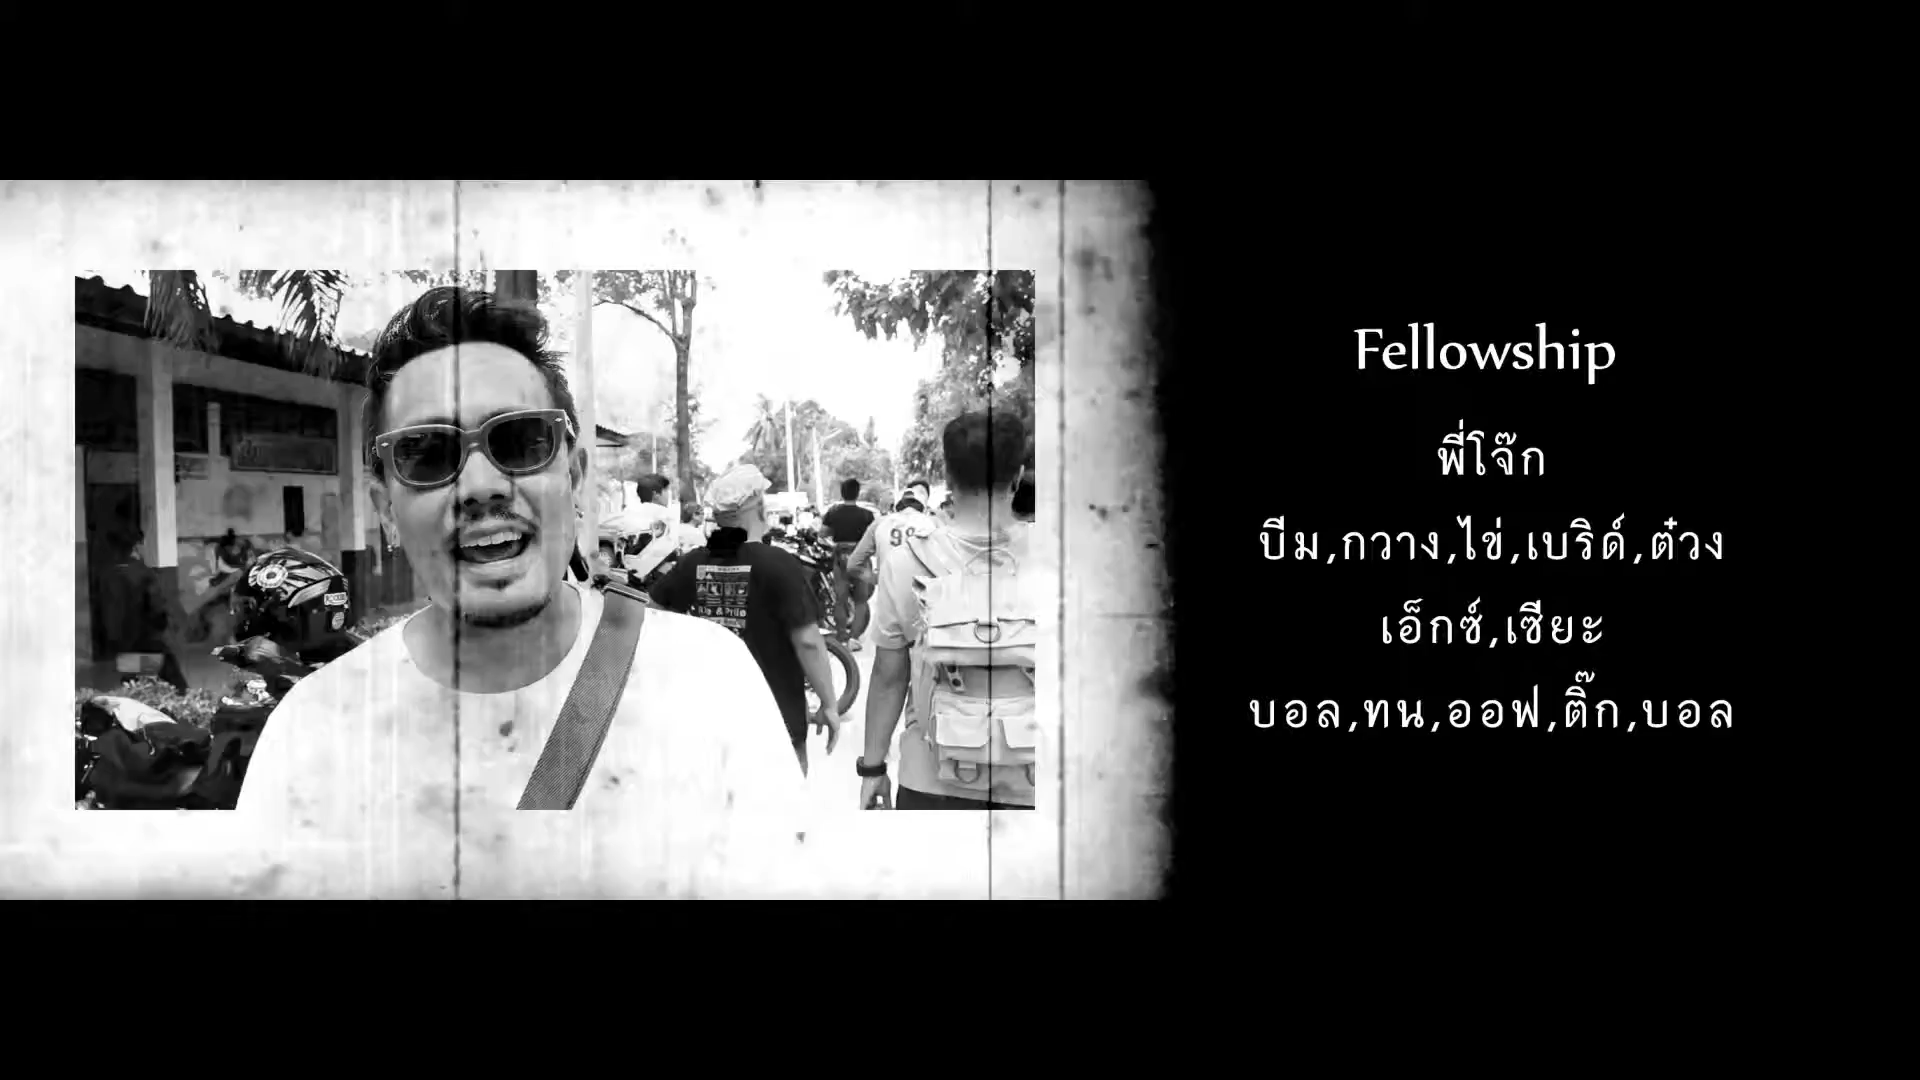 Fellowship
พี่โจ๊ก
บีม,กวาง,ไข่,เบริด์,ต๋วง
เอ็กซ์,เซียะ
บอล,ทน,ออฟ,ติ๊ก,บอล
98